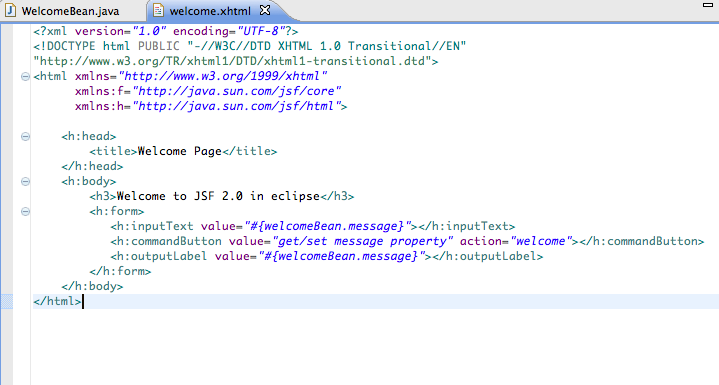 WelcomeBean.java welcome.xhtml
<?xml version="1.0" encoding="UTF-8"?>
<!DOCTYPE html PUBLIC "-//W3C//DTD XHTML 1.0 Transitional//EN"
"http://www.w3.org/TR/xhtml1/DTD/xhtml1-transitional.dtd">
<html xmlns="http://www.w3.org/1999/xhtml"
      xmlns:f="http://java.sun.com/jsf/core"
      xmlns:h="http://java.sun.com/jsf/html">
    <h:head>
        <title>Welcome Page</title>
    </h:head>
    <h:body>
        <h3>Welcome to JSF 2.0 in eclipse</h3>
        <h:form>
           <h:inputText value="#{welcomeBean.message}"></h:inputText>
           <h:commandButton value="get/set message property" action="welcome"></h:commandButton>
           <h:outputLabel value="#{welcomeBean.message}"></h:outputLabel>
        </h:form>
    </h:body>
</html>